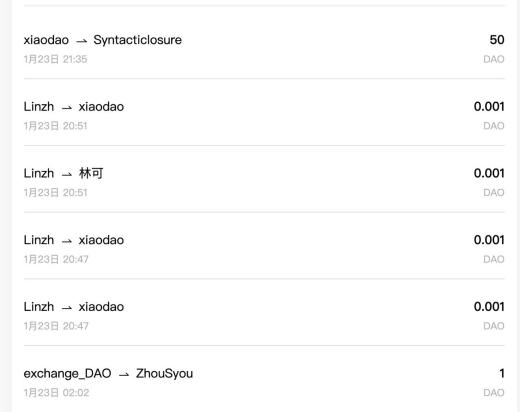 xiaodao → Syntacticlosure 50
1月23日 21:35 DAO
Linzh → xiaodao 0.001
1月23日 20:51 DAO
Linzh → 林可 0.001
1月23日 20:51 DAO
Linzh → xiaodao 0.001
1月23日 20:47 DAO
Linzh → xiaodao 0.001
1月23日 20:47 DAO
exchange_DAO → ZhouSyou 1
1月23日 02:02 DAO